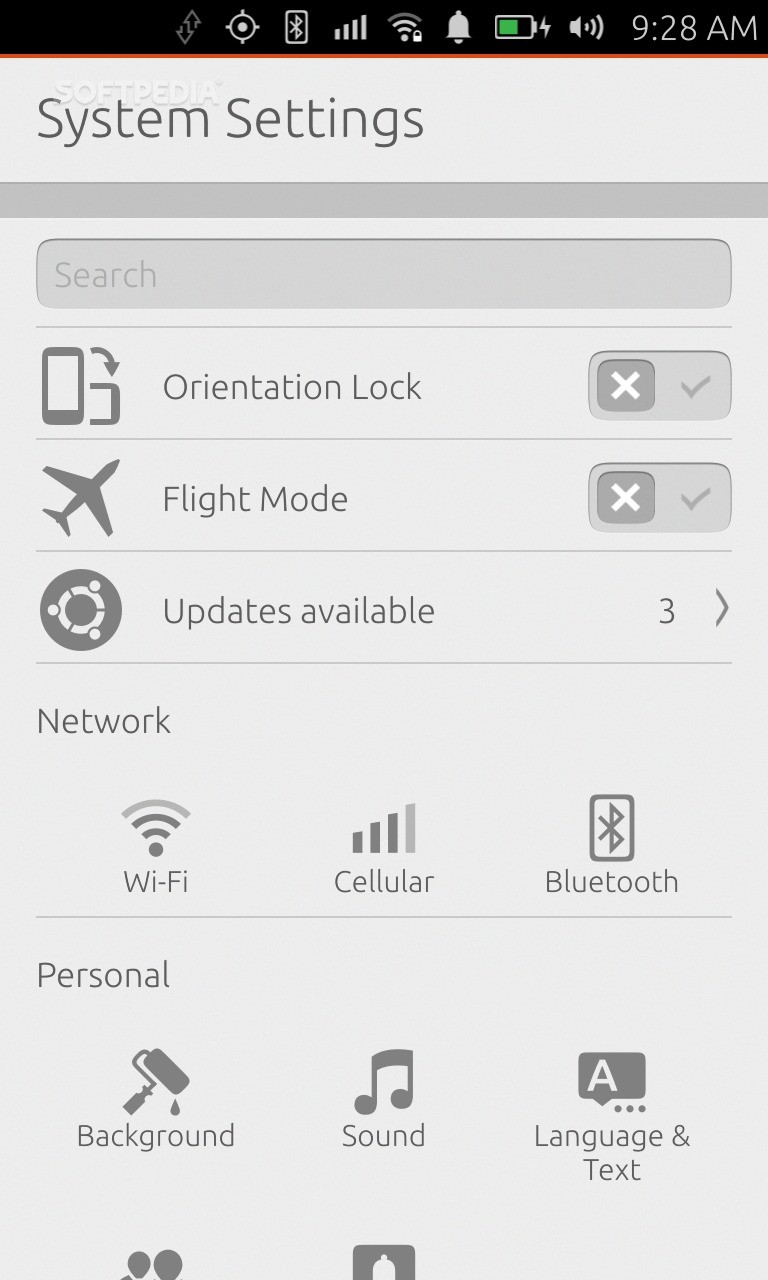 9:28 AM
SOFTPEDIA
System Settings
Search
Orientation Lock
Flight Mode
Updates available 3
Network
Wi-Fi Cellular Bluetooth
Personal
Background Sound Language &
Text